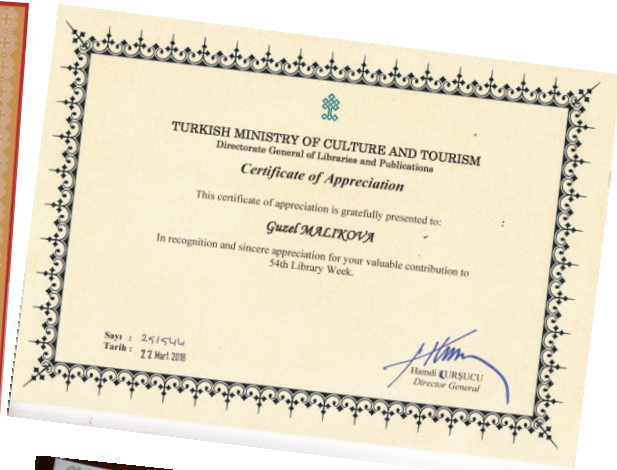 TURKISH MINISTRY OF CULTURE AND TOURISM
Directorate General of Libraries and Publications
Certificate of Appreciation
This certificate of appreciation is gratefully presented to:
Guzel MALIKOVA
In recognition and sincere appreciation for your valuable contribution to
54th Library Week.
Sayı : 251544
Tarih : 22 Mart 2018
Hamdi TURŞUCU
Director General